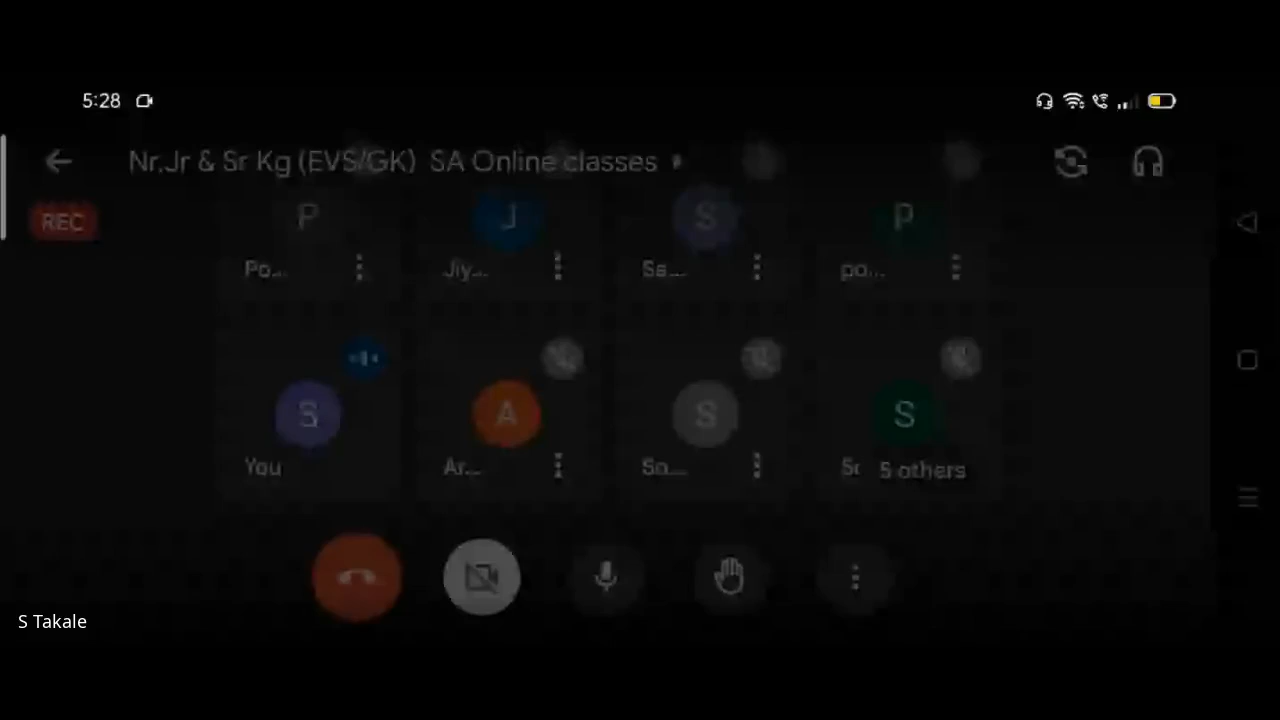 5:28
Nr,Jr & Sr Kg (EVS/GK) SA Online classes
REC
P J S P
Po... Jiy... Sa... po...
S A S S
You Ar... So... 5 others
S Takale